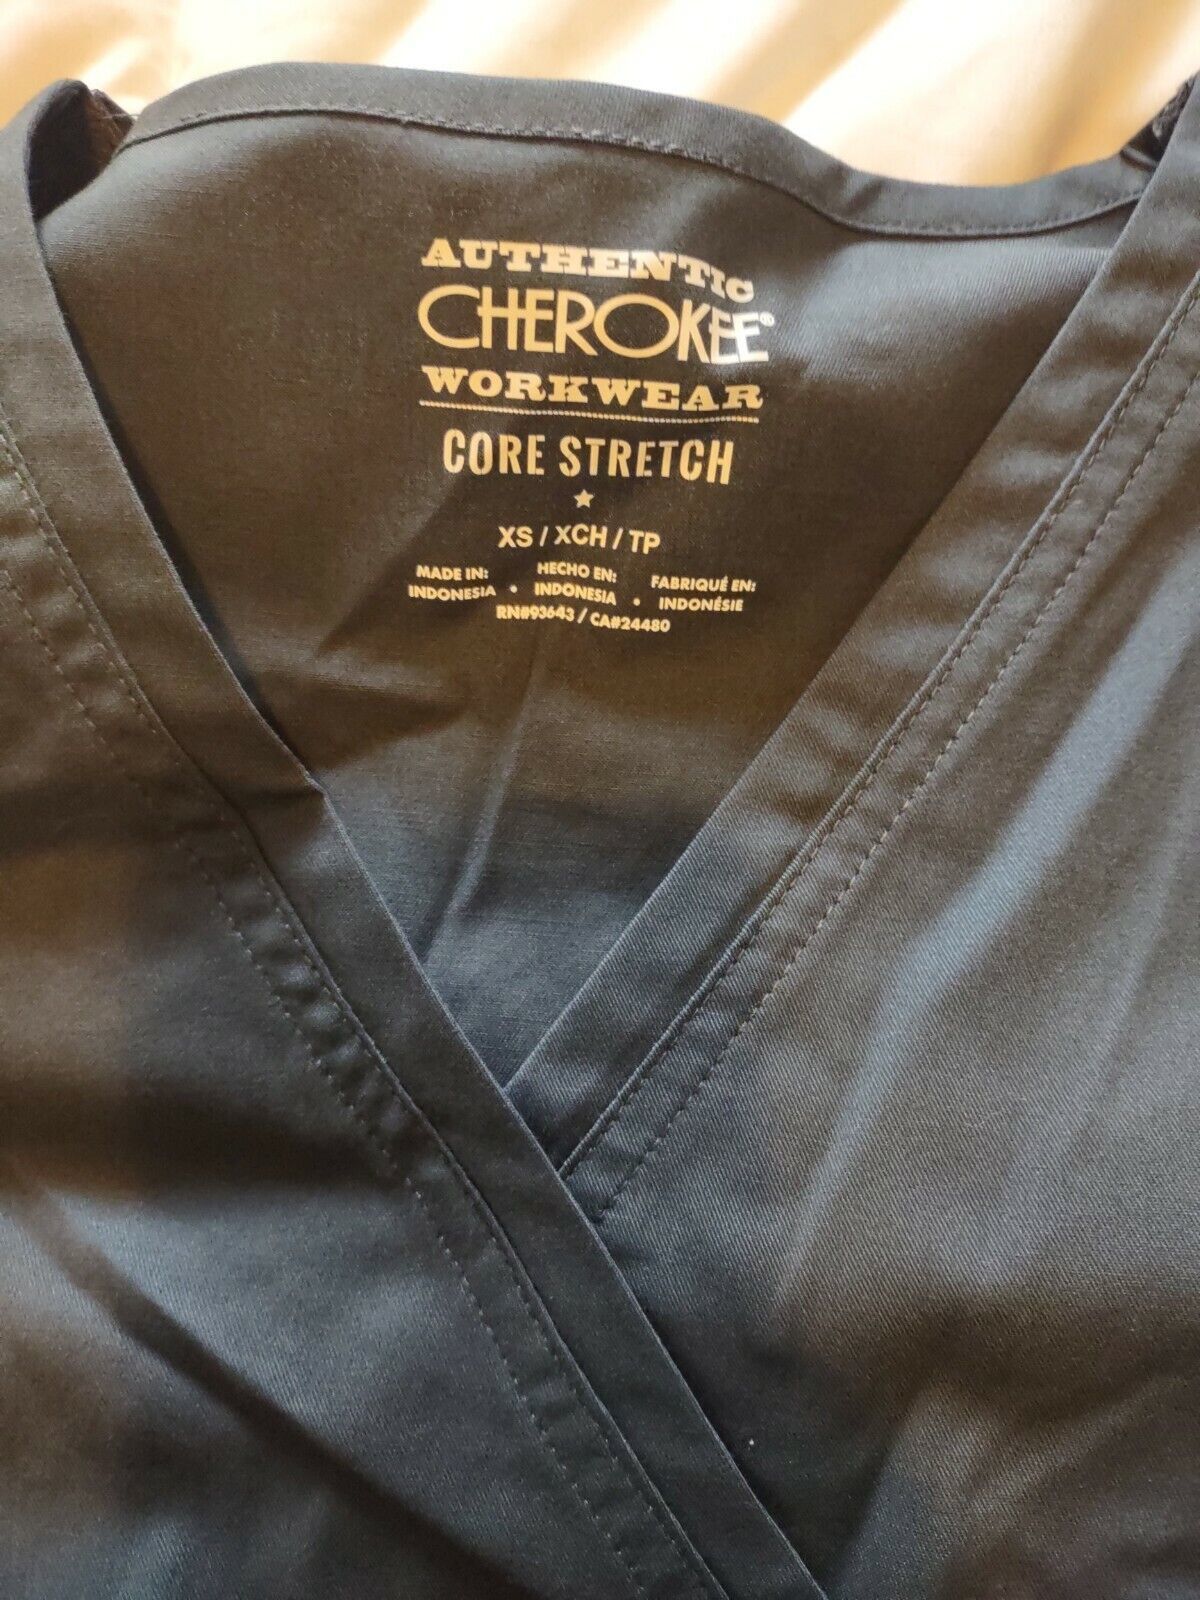 AUTHENTIC
CHEROKEE®
WORKWEAR
CORE STRETCH
XS / XCH / TP
MADE IN: HECHO EN: FABRIQUÉ EN:
INDONESIA • INDONESIA • INDONÉSIE
RN#93643 / CA#24480